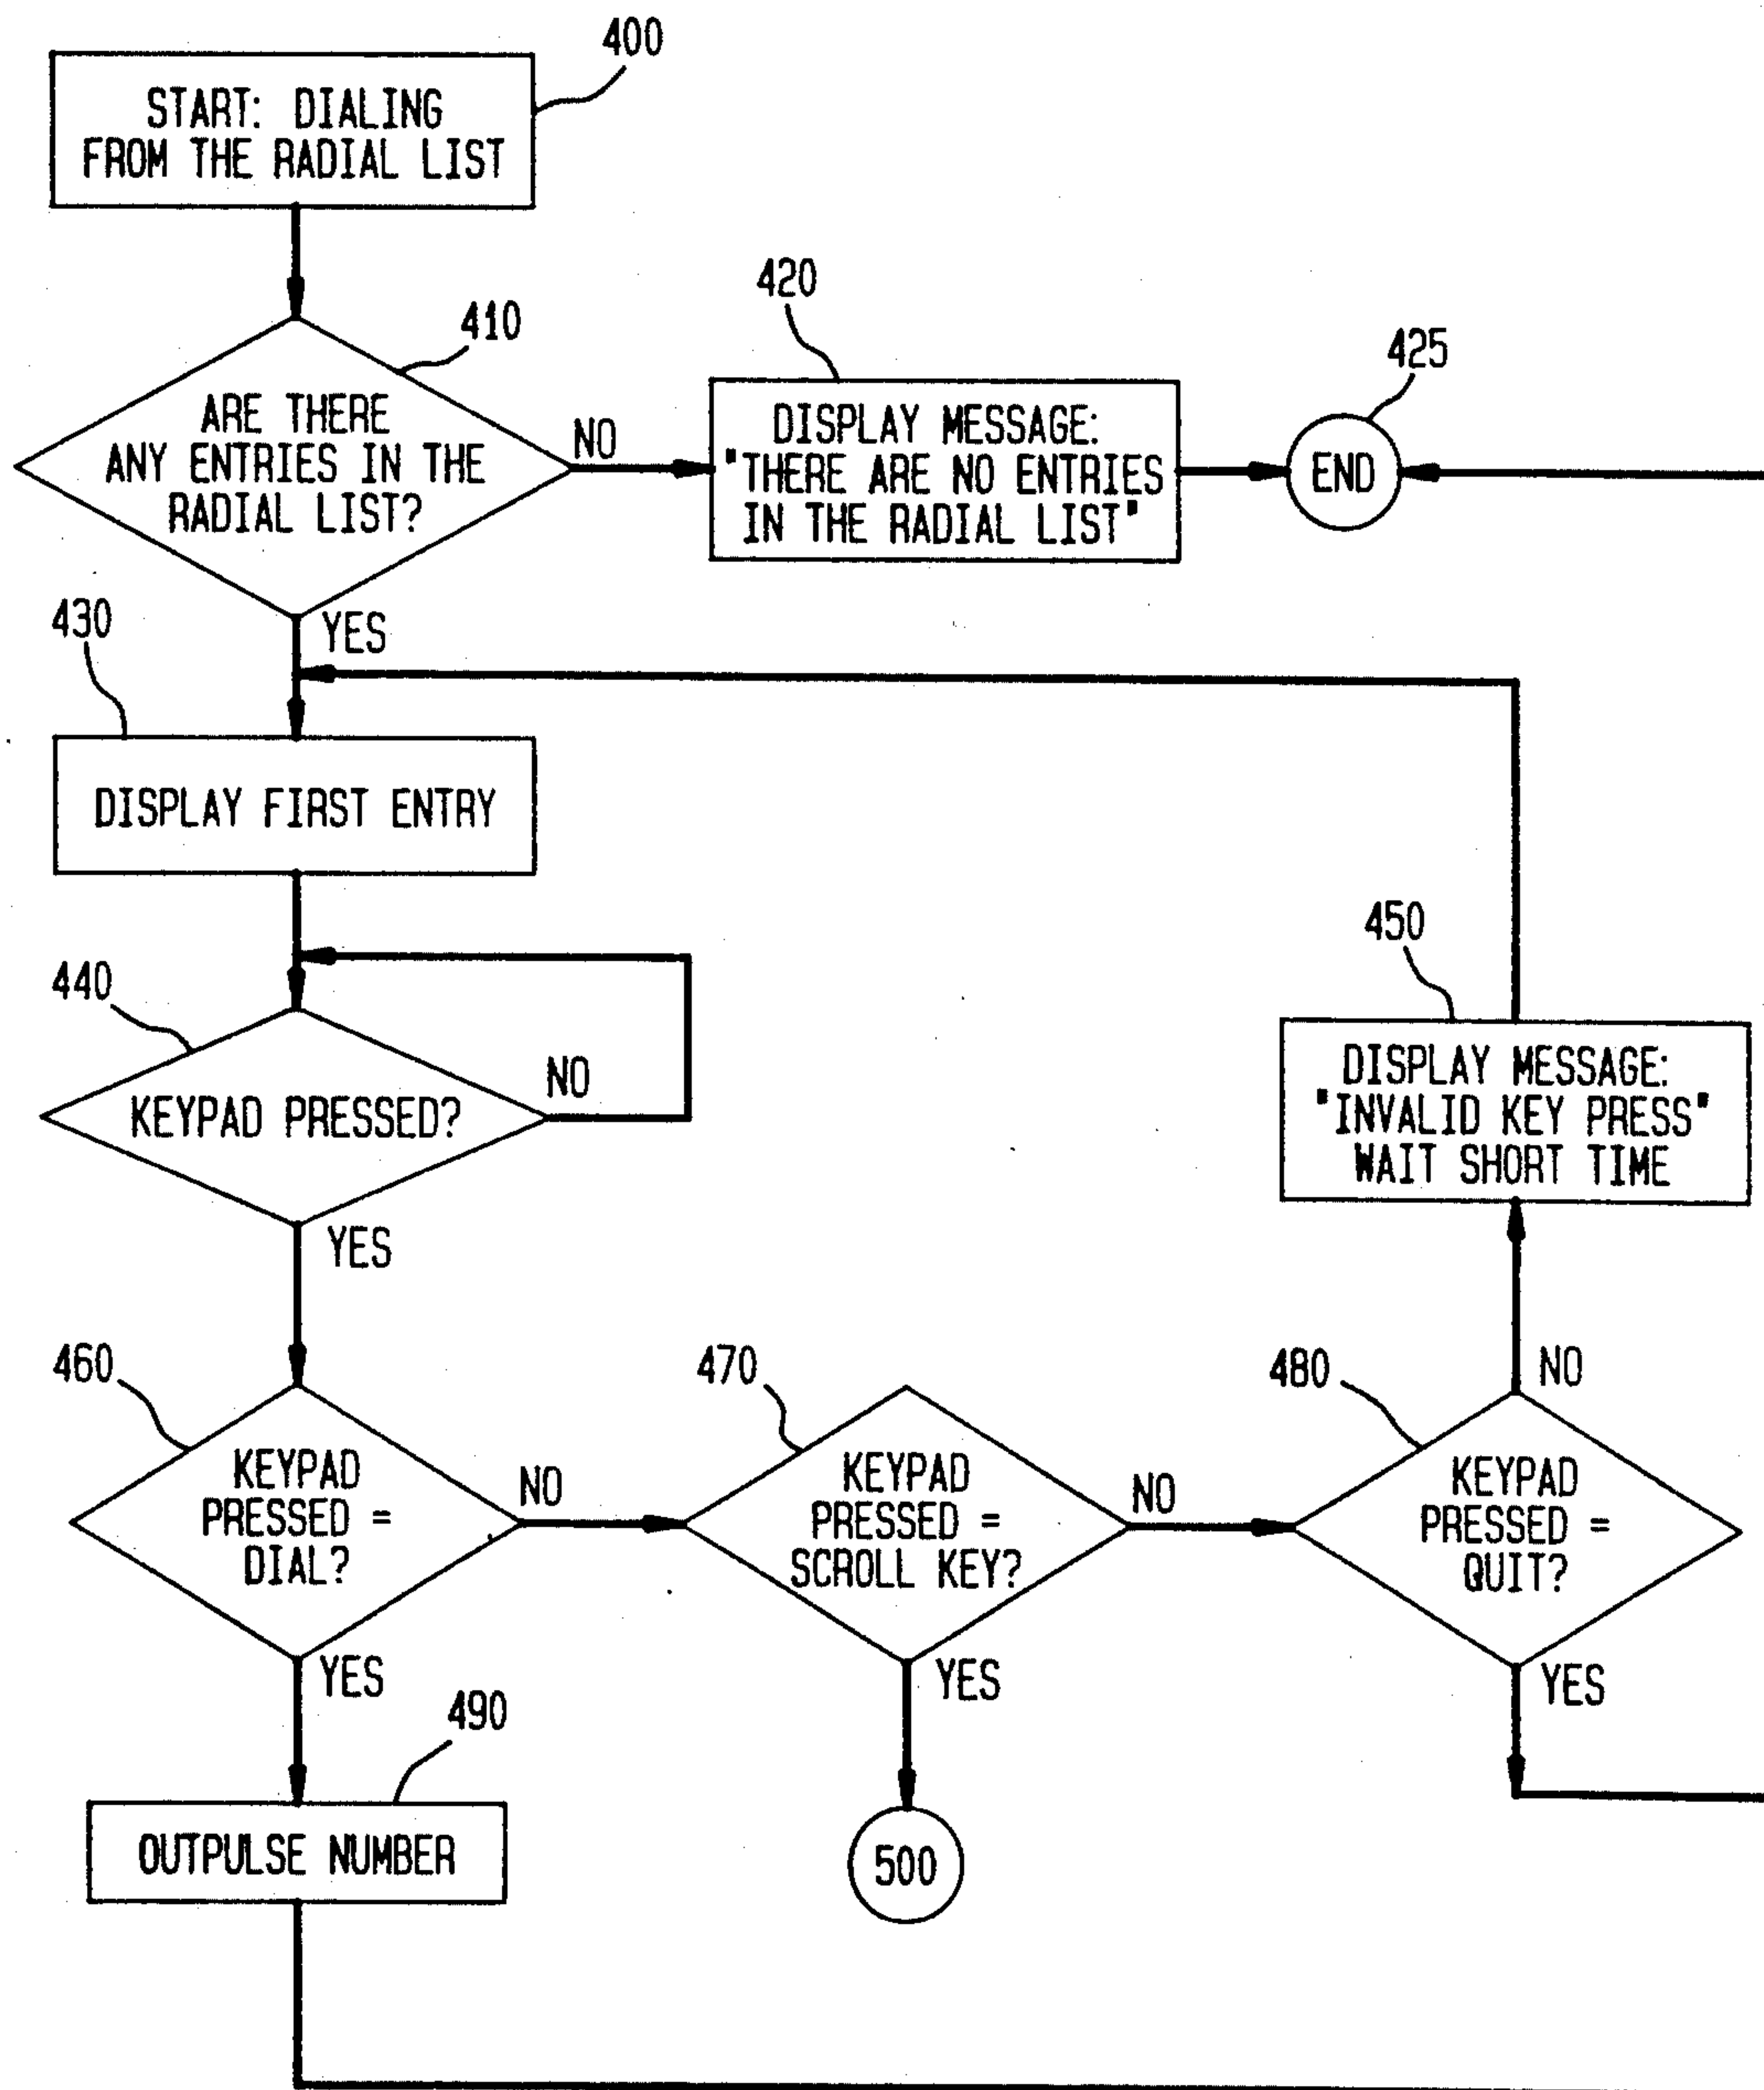 400
START: DIALING
FROM THE RADIAL LIST
410
ARE THERE
ANY ENTRIES IN THE
RADIAL LIST?
NO
YES
420
DISPLAY MESSAGE:
"THERE ARE NO ENTRIES
IN THE RADIAL LIST"
425
END
430
DISPLAY FIRST ENTRY
440
KEYPAD PRESSED?
NO
YES
450
DISPLAY MESSAGE:
"INVALID KEY PRESS"
WAIT SHORT TIME
460
KEYPAD
PRESSED =
DIAL?
NO
YES
470
KEYPAD
PRESSED =
SCROLL KEY?
NO
YES
480
KEYPAD
PRESSED =
QUIT?
NO
YES
490
OUTPULSE NUMBER
500